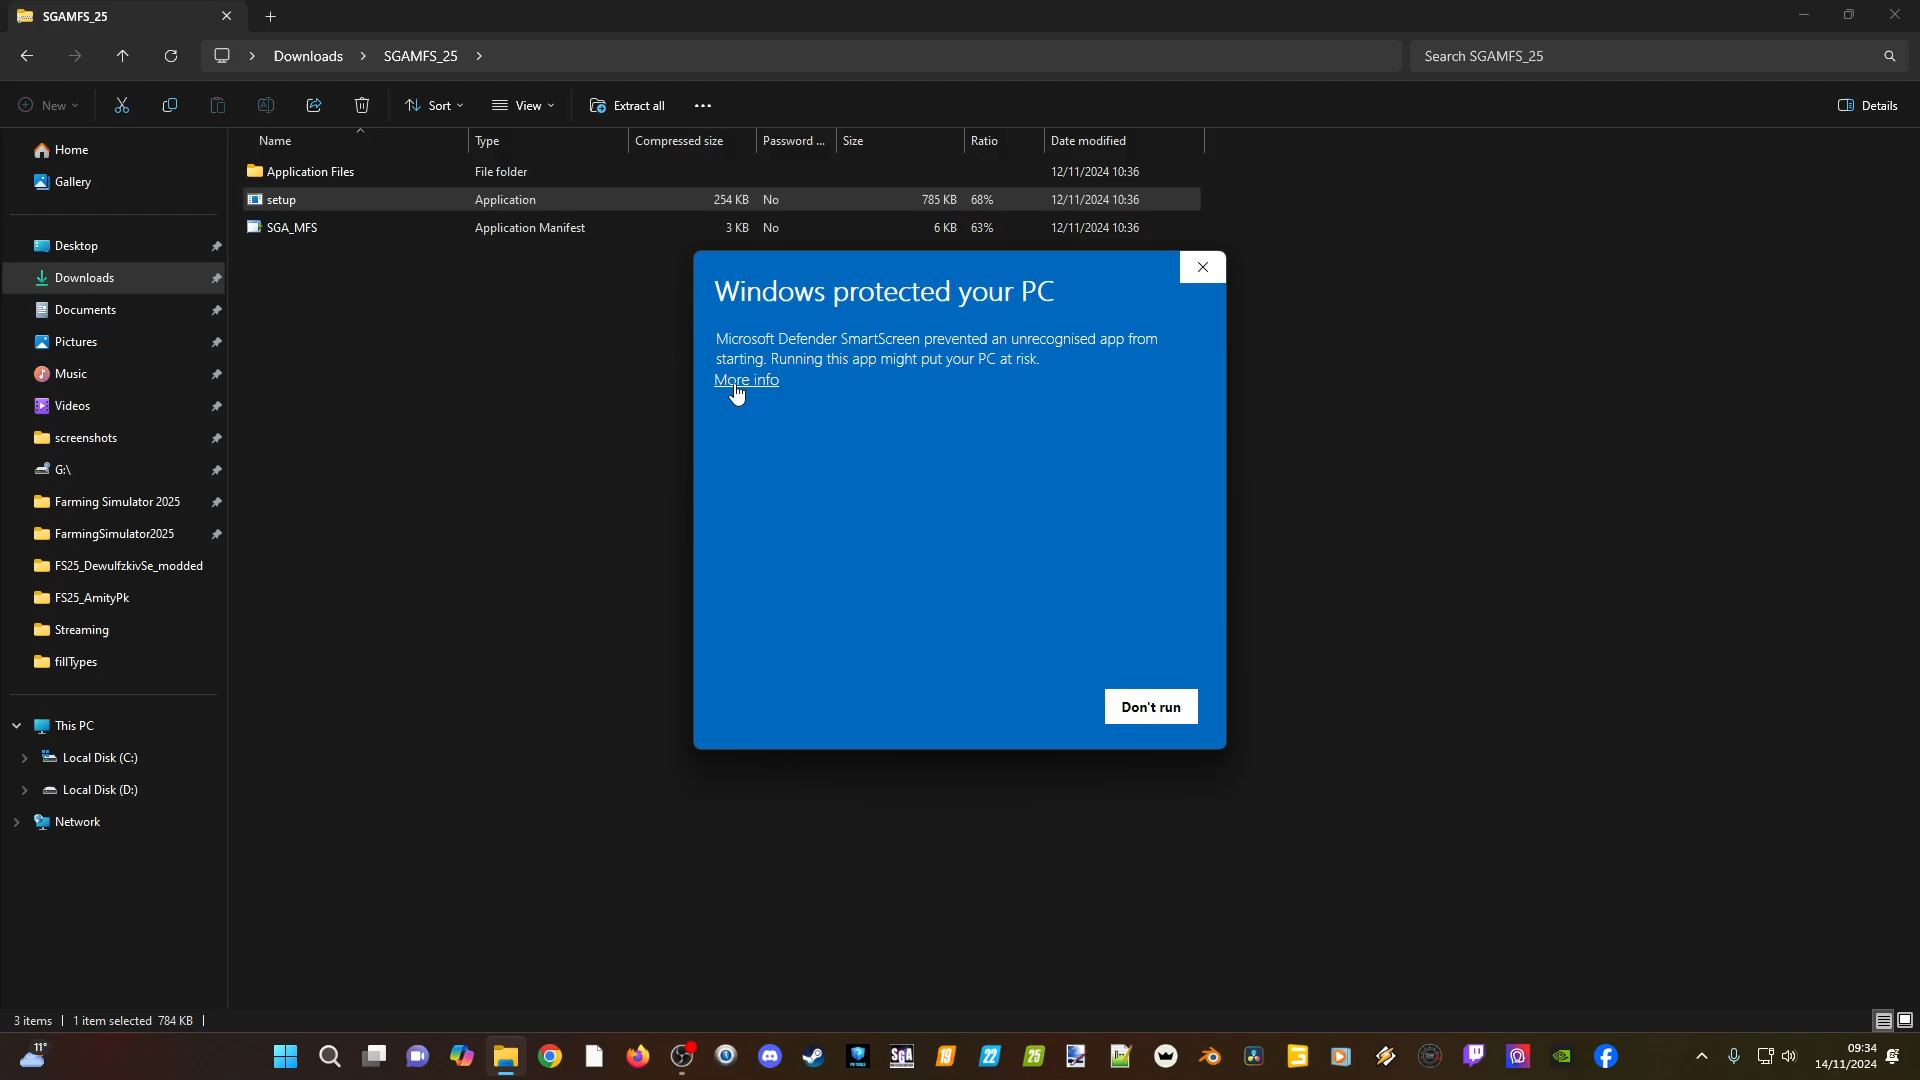 SGAMFS_25
Downloads
SGAMFS_25
Search SGAMFS_25
New
Sort
View
Extract all
Details
Name
Type
Compressed size
Password ...
Size
Ratio
Date modified
Application Files
File folder
12/11/2024 10:36
setup
Application
254 KB
No
785 KB
68%
12/11/2024 10:36
SGA_MFS
Application Manifest
3 KB
No
6 KB
63%
12/11/2024 10:36
Home
Gallery
Desktop
Downloads
Documents
Pictures
Music
Videos
screenshots
G:\
Farming Simulator 2025
FarmingSimulator2025
FS25_DewulfzkivSe_modded
FS25_AmityPk
Streaming
fillTypes
This PC
Local Disk (C:)
Local Disk (D:)
Network
Windows protected your PC
Microsoft Defender SmartScreen prevented an unrecognised app from
starting. Running this app might put your PC at risk.
More info
Don't run
3 items
1 item selected 784 KB
11°
SGA
19
22
25
09:34
14/11/2024